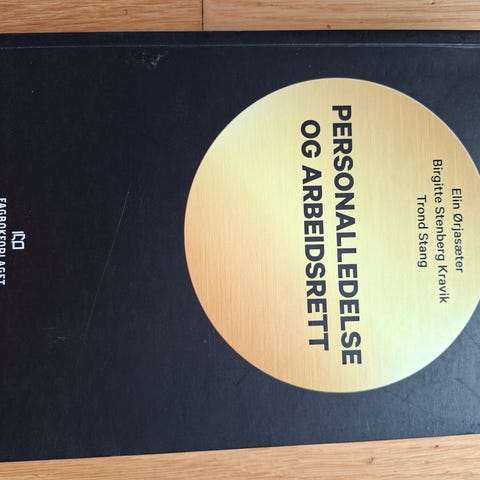 Elin Ørjasæter
Birgitte Stenberg Kravik
Trond Stang
PERSONALLEDELSE
OG ARBEIDSRETT
FAGBOKFORLAGET